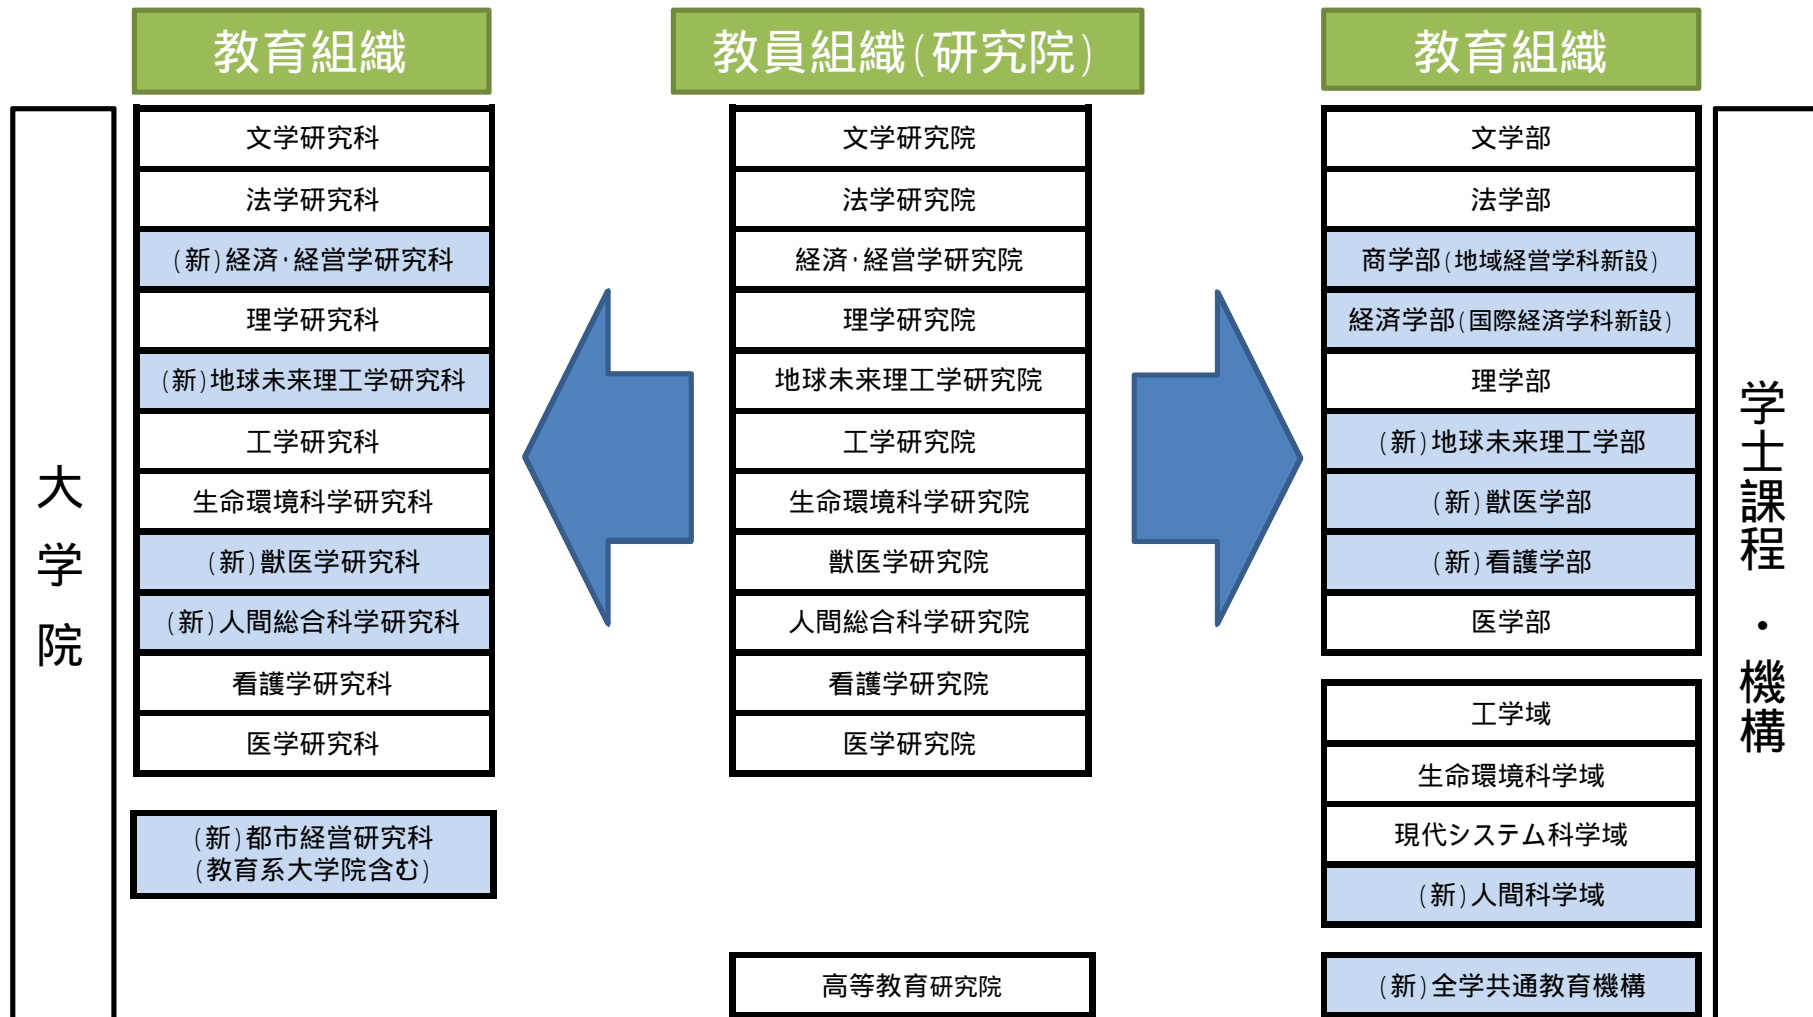 教育組織
教員組織(研究院)
教育組織
大学院
文学研究科
法学研究科
(新)経済・経営学研究科
理学研究科
(新)地球未来理工学研究科
工学研究科
生命環境科学研究科
(新)獣医学研究科
(新)人間総合科学研究科
看護学研究科
医学研究科
(新)都市経営研究科
(教育系大学院含む)
文学研究院
法学研究院
経済・経営学研究院
理学研究院
地球未来理工学研究院
工学研究院
生命環境科学研究院
獣医学研究院
人間総合科学研究院
看護学研究院
医学研究院
高等教育研究院
文学部
法学部
商学部(地域経営学科新設)
経済学部(国際経済学科新設)
理学部
(新)地球未来理工学部
(新)獣医学部
(新)看護学部
医学部
工学域
生命環境科学域
現代システム科学域
(新)人間科学域
(新)全学共通教育機構
学士課程・機構